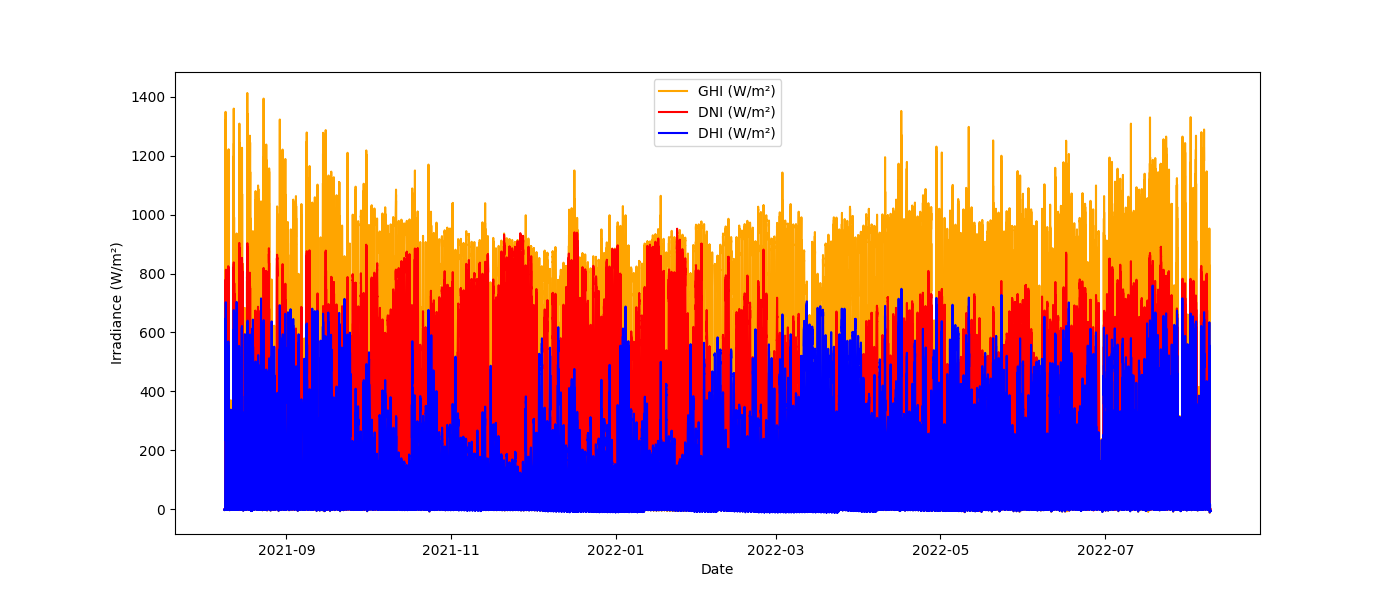 GHI (W/m²)
DNI (W/m²)
DHI (W/m²)
1400
1200
1000
800
600
400
200
0
Irradiance (W/m²)
2021-09
2021-11
2022-01
2022-03
2022-05
2022-07
Date